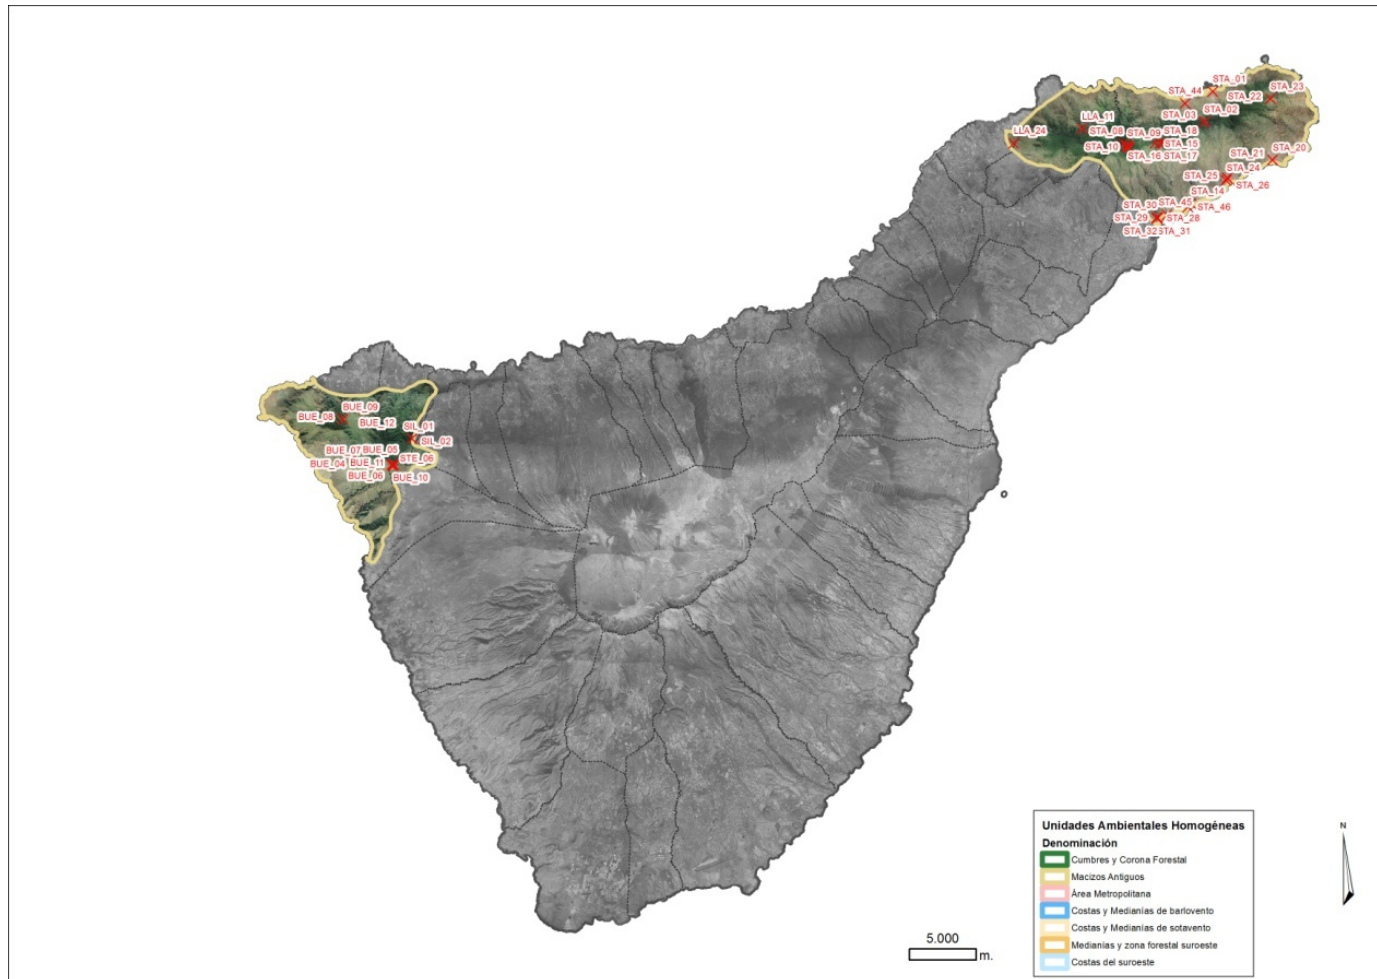 STA_01
STA_44
STA_22
STA_23
STA_03
STA_02
LLA_11
LLA_24
STA_08
STA_09
STA_18
STA_10
STA_15
STA_16
STA_17
STA_21
STA_20
STA_25
STA_24
STA_14
STA_26
STA_30
STA_45
STA_46
STA_29
STA_28
STA_32
STA_31
BUE_09
BUE_08
BUE_12
SIL_01
SIL_02
BUE_07
BUE_05
BUE_04
BUE_11
STE_06
BUE_06
BUE_10
Unidades Ambientales Homogéneas
Denominación
Cumbres y Corona Forestal
Macizos Antiguos
Área Metropolitana
Costas y Medianías de barlovento
Costas y Medianías de sotavento
Medianías y zona forestal suroeste
Costas del suroeste
N
5.000
m.